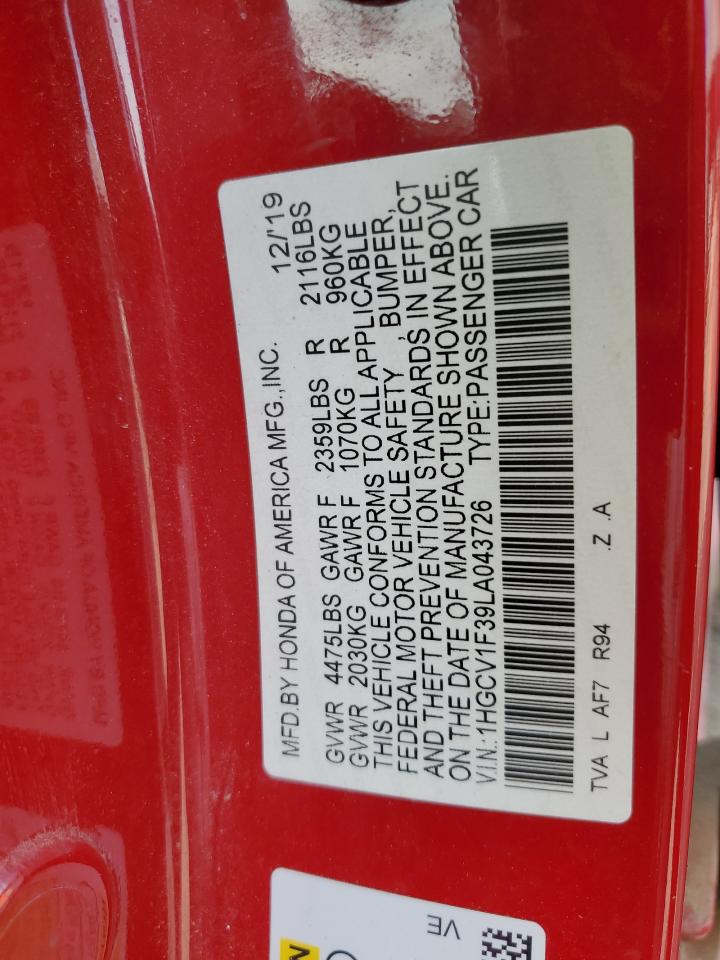 MFD.BY HONDA OF AMERICA MFG.,INC. 12/'19
GVWR 4475LBS GAWR F 2359LBS R 2116LBS
GVWR 2030KG GAWR F 1070KG R 960KG
THIS VEHICLE CONFORMS TO ALL APPLICABLE
FEDERAL MOTOR VEHICLE SAFETY , BUMPER,
AND THEFT PREVENTION STANDARDS IN EFFECT
ON THE DATE OF MANUFACTURE SHOWN ABOVE.
V.I.N.:1HGCV1F39LA043726 TYPE:PASSENGER CAR
TVA L AF7 R94 .Z .A
VE